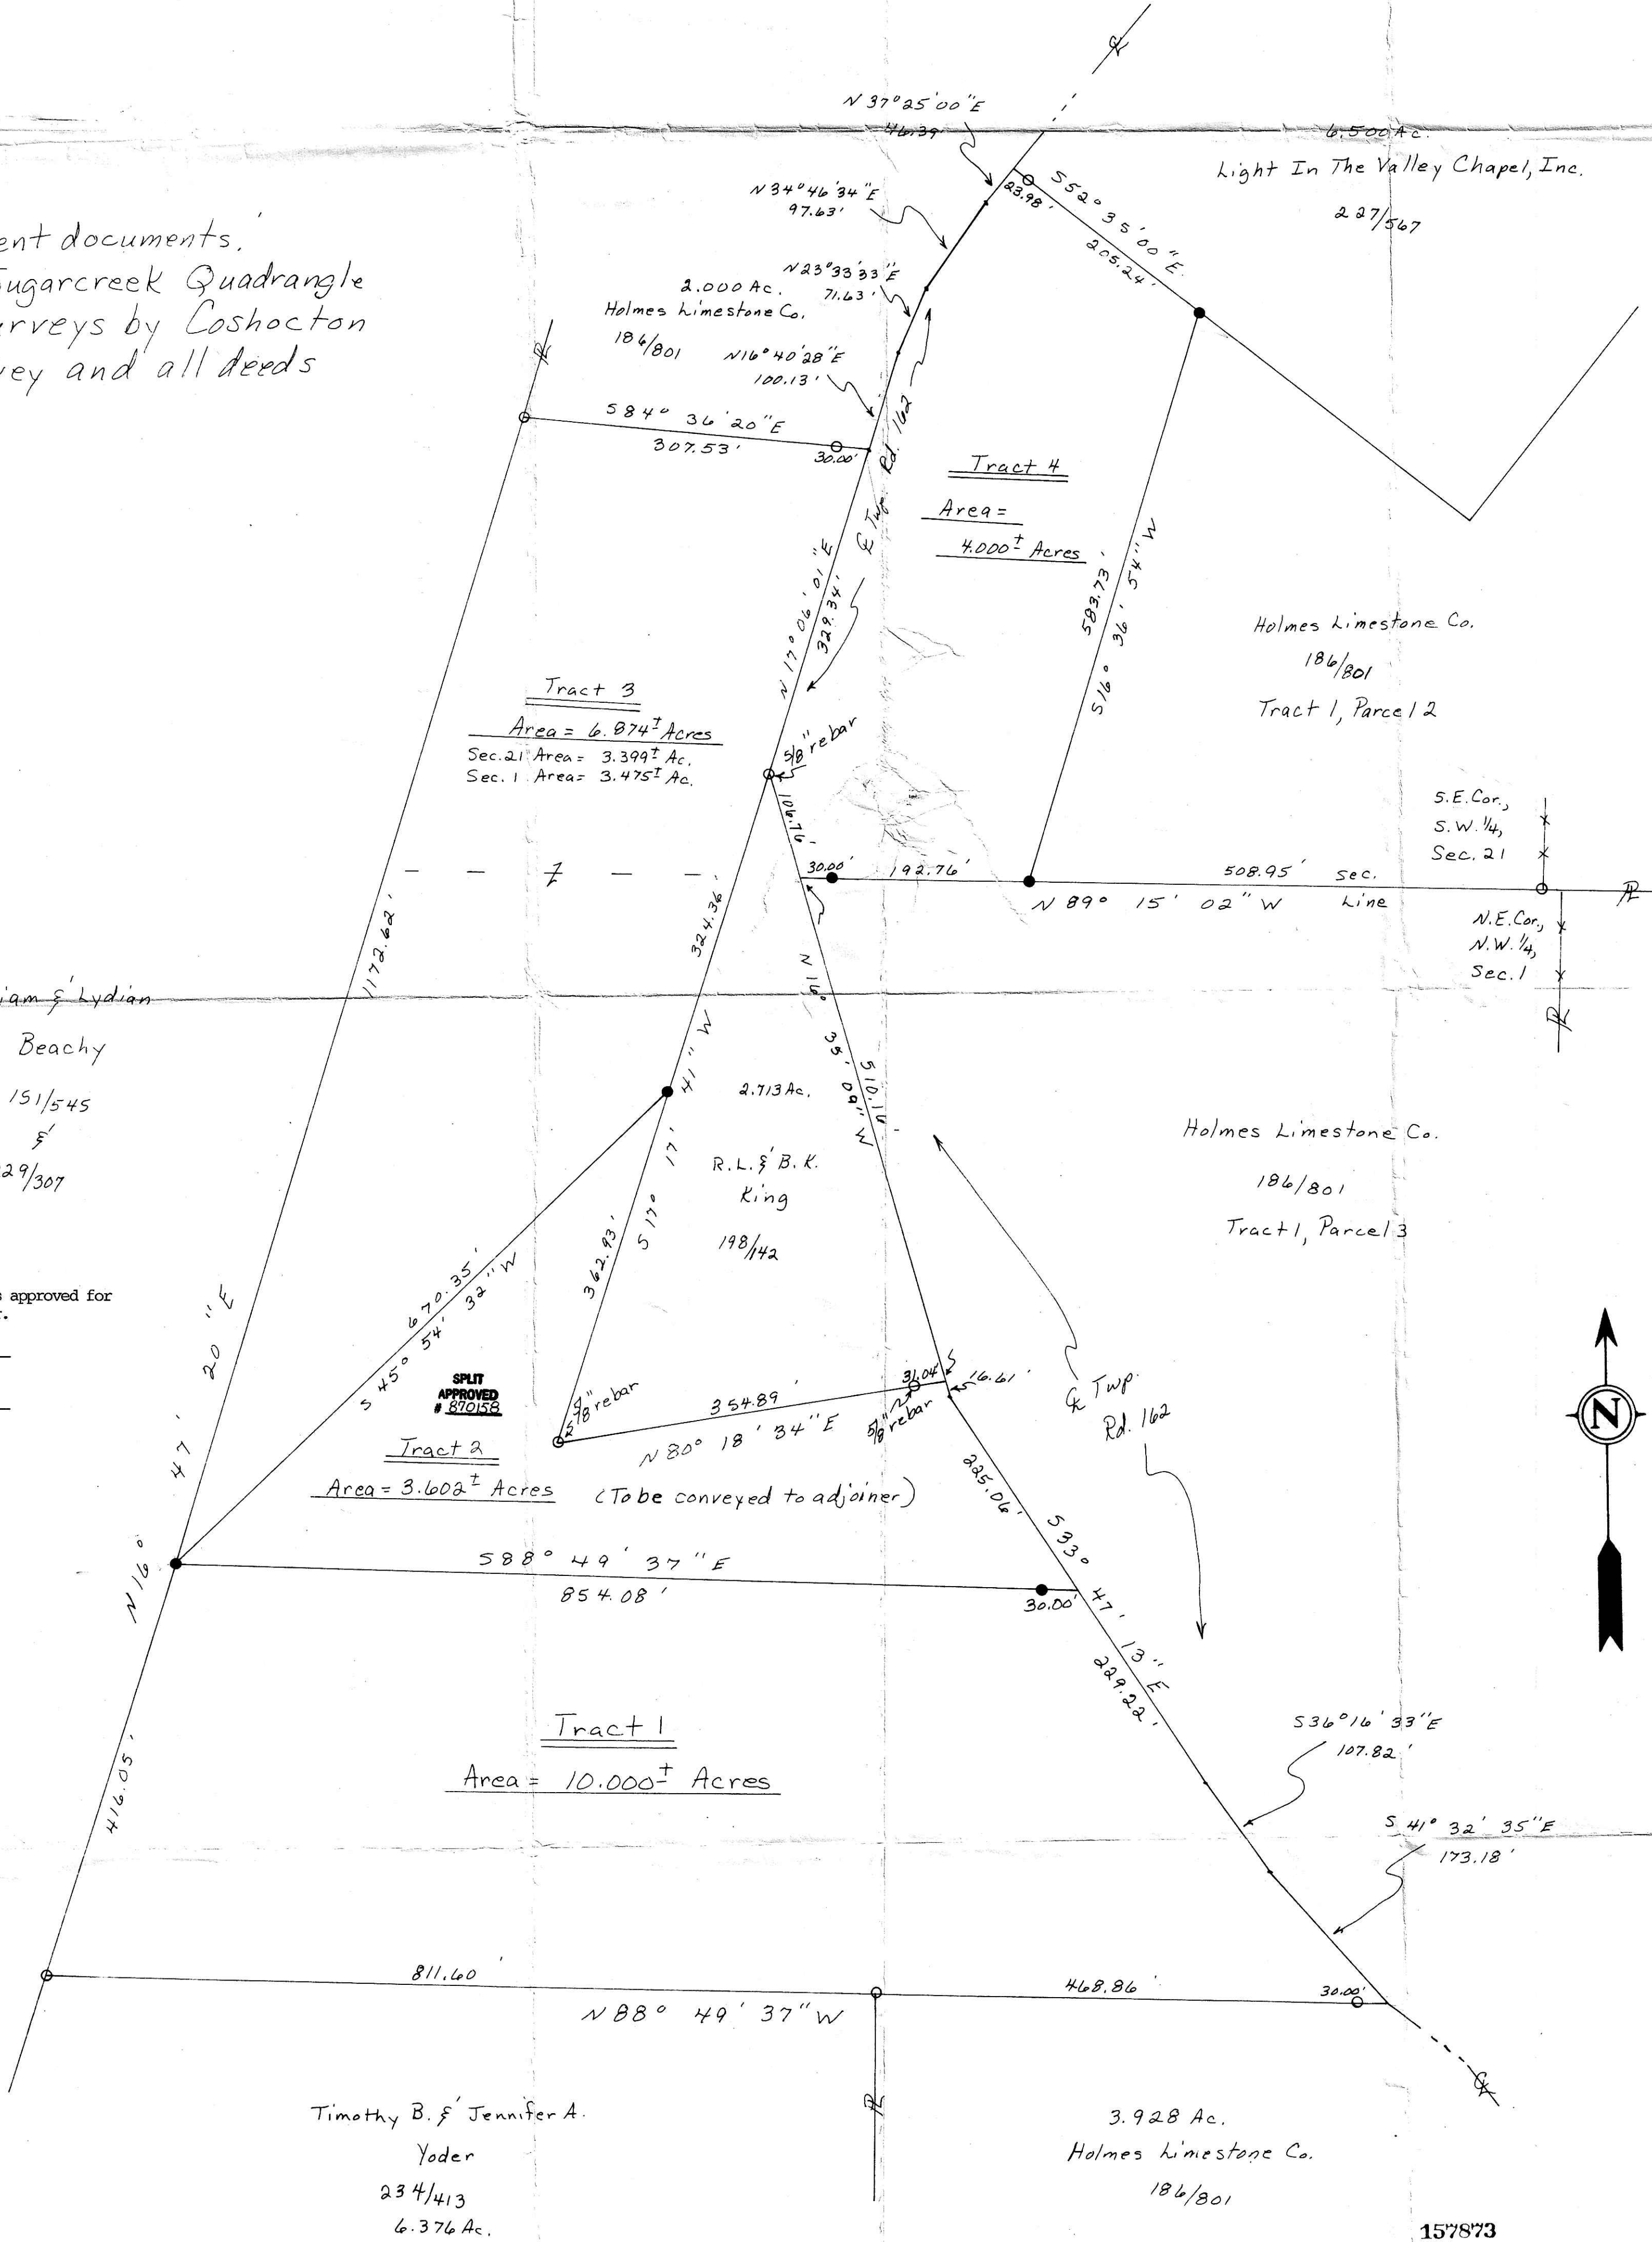 ent documents.
Sugarcreek Quadrangle
rveys by Coshocton
vey and all deeds
N 37° 25' 00" E
46.39
N 34° 46' 34" E
97.63'
N 23° 33' 33" E
71.63'
2.000 Ac.
Holmes Limestone Co.
186/801
N 16° 40' 28" E
100.13'
6.500 Ac.
Light In The Valley Chapel, Inc.
227/567
23.98'
S 52° 35' 00" E
205.24'
S 84° 36' 20" E
307.53'
30.00'
℄ Twp. Rd. 162
Tract 4
Area =
4.000± Acres
N 17° 06' 01" E
329.34'
583.73'
S 16° 36' 54" W
Holmes Limestone Co.
186/801
Tract 1, Parcel 2
Tract 3
Area = 6.874± Acres
Sec. 21 Area = 3.399± Ac.
Sec. 1 Area = 3.475± Ac.
5/8" rebar
106.76'
30.00'
192.76'
508.95'
Sec.
Line
N 89° 15' 02" W
S.E. Cor.,
S.W. 1/4,
Sec. 21
N.E. Cor.,
N.W. 1/4,
Sec. 1
1172.62'
324.36'
iam & Lydian
Beachy
151/545
&
29/307
S 17° 17' 41" W
2.713 Ac.
R.L. & B.K.
King
198/142
362.93'
N 16° 35' 09" W
510.16'
Holmes Limestone Co.
186/801
Tract 1, Parcel 3
s approved for
670.35'
S 45° 54' 32" W
SPLIT
APPROVED
# 870158
5/8" rebar
354.89'
31.04'
16.61'
N 80° 18' 34" E
5/8" rebar
℄ Twp.
Rd. 162
N
Tract 2
Area = 3.602± Acres (To be conveyed to adjoiner)
225.06'
S 33° 47' 13" E
229.22'
N 16° 47' 20" E
S 88° 49' 37" E
854.08'
30.00'
Tract 1
Area = 10.000± Acres
416.05'
S 36° 16' 33" E
107.82'
S 41° 32' 35" E
173.18'
811.60'
468.86'
30.00'
N 88° 49' 37" W
Timothy B. & Jennifer A.
Yoder
234/413
6.376 Ac.
3.928 Ac.
Holmes Limestone Co.
186/801
157873